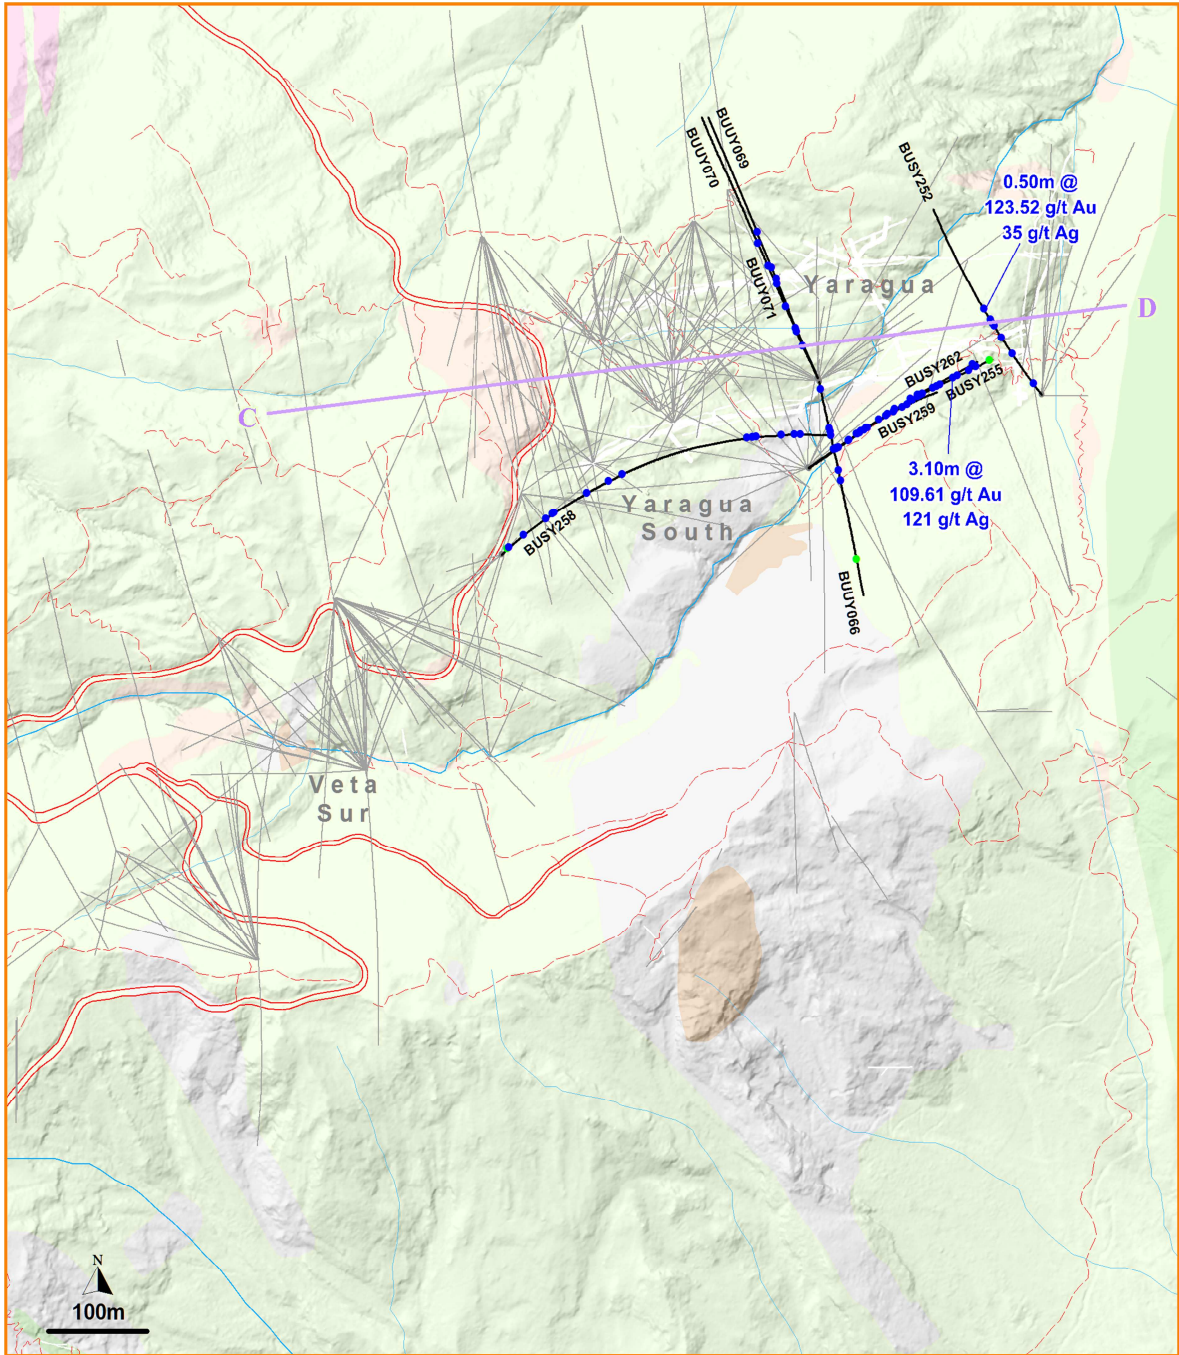 BUUY069
BUUY070
BUSY252
0.50m @
123.52 g/t Au
35 g/t Ag
BUUY071
Yaragua
D
C
BUSY262
BUSY255
BUSY259
3.10m @
109.61 g/t Au
121 g/t Ag
Yaragua
South
BUSY258
BUUY066
Veta
Sur
N
100m